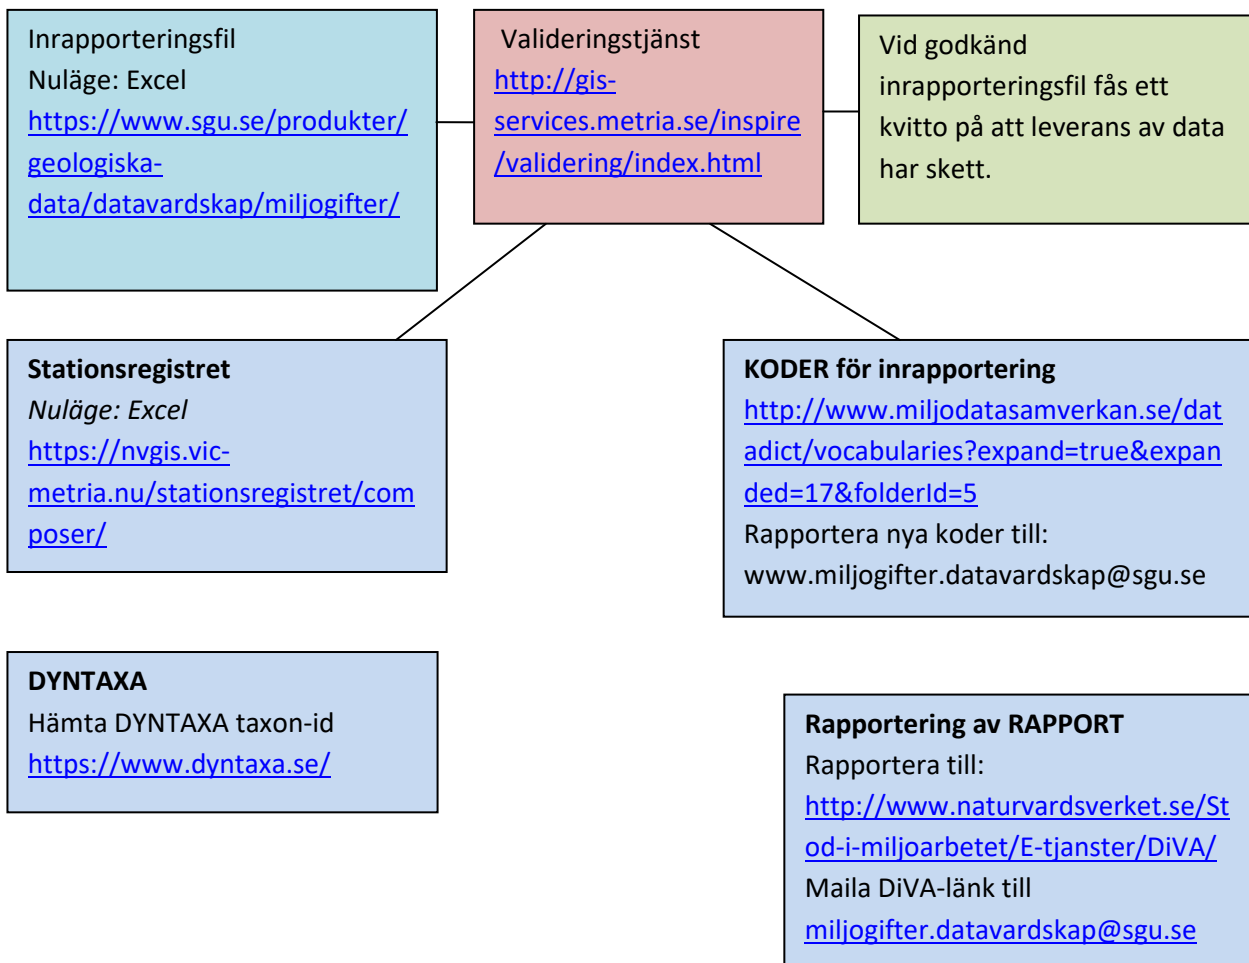 Inrapporteringsfil
Nuläge: Excel
https://www.sgu.se/produkter/
geologiska-
data/datavardskap/miljogifter/
Valideringstjänst
http://gis-
services.metria.se/inspire
/validering/index.html
Vid godkänd
inrapporteringsfil fås ett
kvitto på att leverans av data
har skett.
Stationsregistret
Nuläge: Excel
https://nvgis.vic-
metria.nu/stationsregistret/com
poser/
KODER för inrapportering
http://www.miljodatasamverkan.se/dat
adict/vocabularies?expand=true&expan
ded=17&folderId=5
Rapportera nya koder till:
www.miljogifter.datavardskap@sgu.se
DYNTAXA
Hämta DYNTAXA taxon-id
https://www.dyntaxa.se/
Rapportering av RAPPORT
Rapportera till:
http://www.naturvardsverket.se/St
od-i-miljoarbetet/E-tjanster/DiVA/
Maila DiVA-länk till
miljogifter.datavardskap@sgu.se